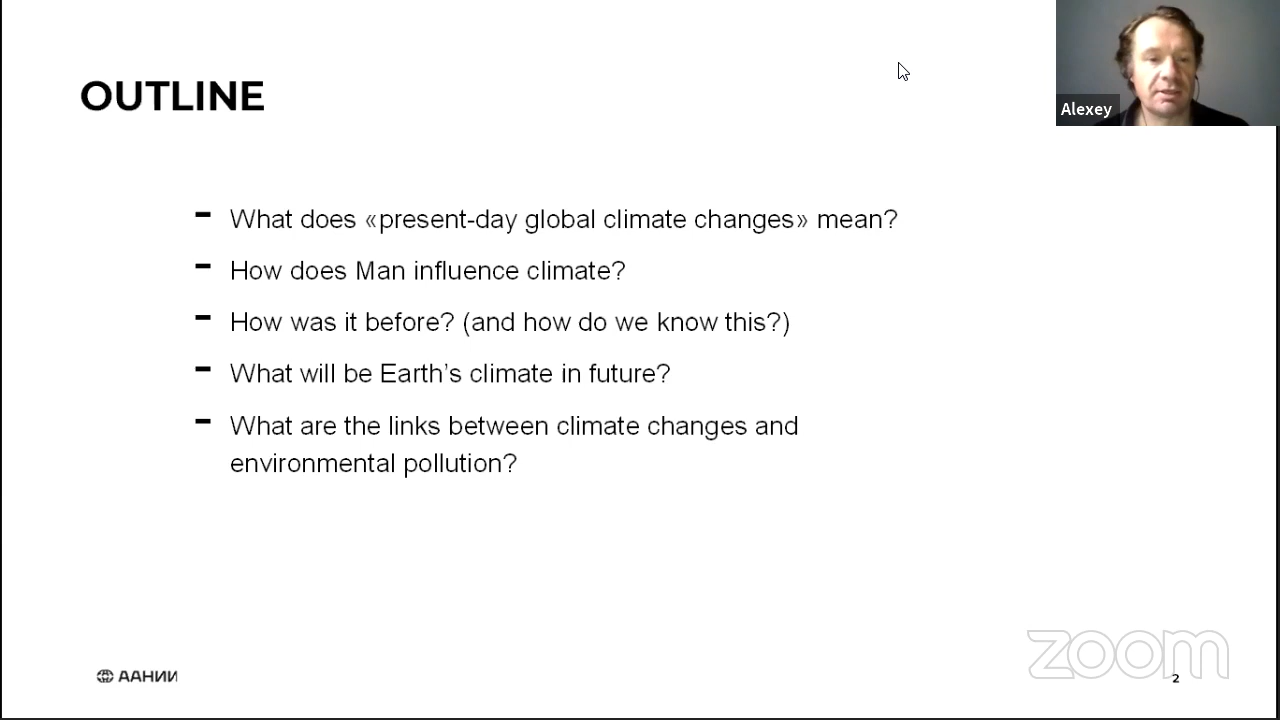 OUTLINE
Alexey
- What does «present-day global climate changes» mean?
- How does Man influence climate?
- How was it before? (and how do we know this?)
- What will be Earth's climate in future?
- What are the links between climate changes and
environmental pollution?
ААНИИ
zoom
2